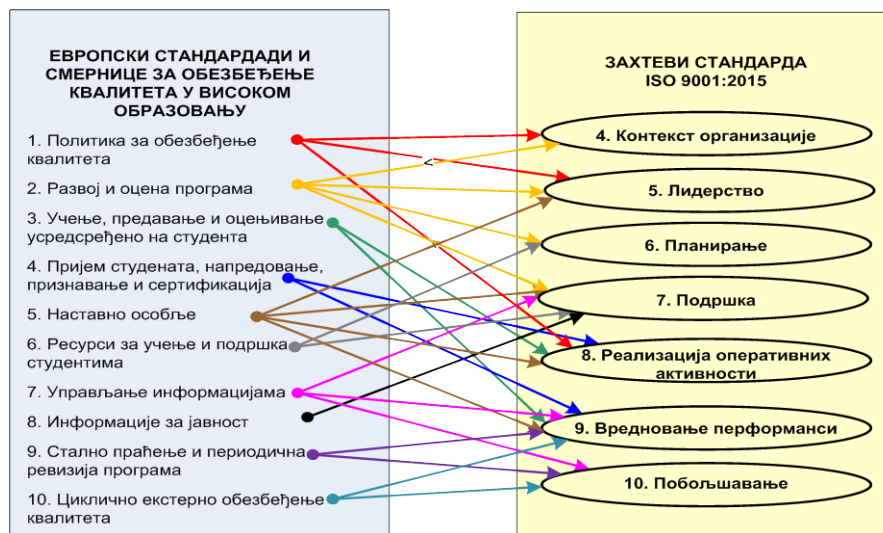 ЕВРОПСКИ СТАНДАРДАДИ И
СМЕРНИЦЕ ЗА ОБЕЗБЕЂЕЊЕ
КВАЛИТЕТА У ВИСОКОМ
ОБРАЗОВАЊУ
1. Политика за обезбеђење
квалитета
2. Развој и оцена програма
3. Учење, предавање и оцењивање
усредсређено на студента
4. Пријем студената, напредовање,
признавање и сертификација
5. Наставно особље
6. Ресурси за учење и подршка
студентима
7. Управљање информацијама
8. Информације за јавност
9. Стално праћење и периодична
ревизија програма
10. Циклично екстерно обезбеђење
квалитета
<
ЗАХТЕВИ СТАНДАРДА
ISO 9001:2015
4. Контекст организације
5. Лидерство
6. Планирање
7. Подршка
8. Реализација оперативних
активности
9. Вредновање перформанси
10. Побољшавање